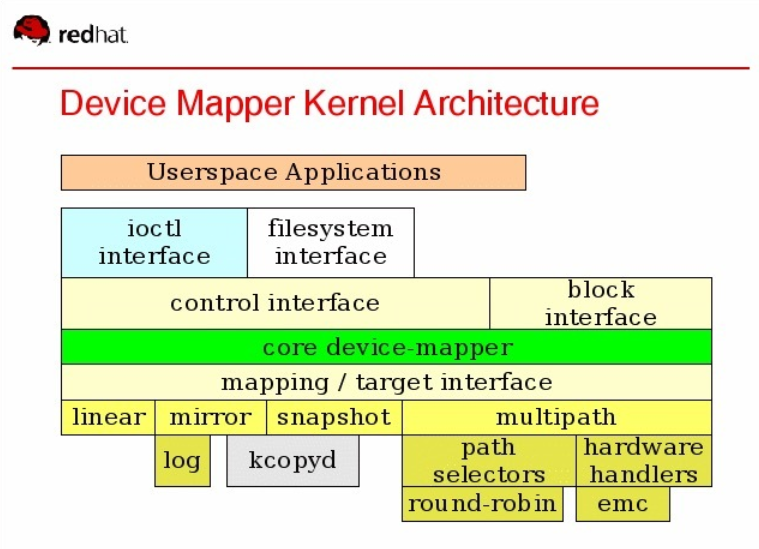 redhat.
Device Mapper Kernel Architecture
Userspace Applications
ioctl
interface
filesystem
interface
control interface
block
interface
core device-mapper
mapping / target interface
linear
mirror
snapshot
multipath
log
kcopyd
path
selectors
hardware
handlers
round-robin
emc